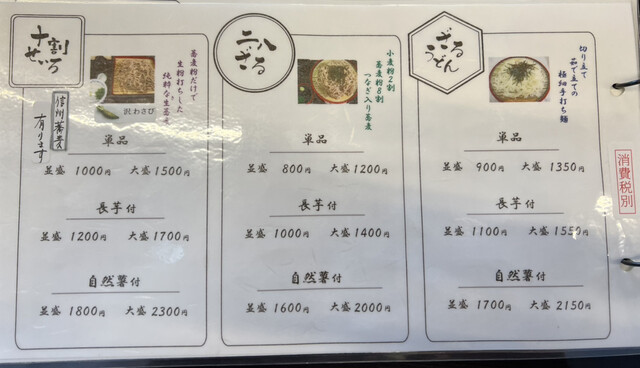 十割
せいろ
蕎麦粉だけで
生粉打ちした
純粋な生蕎麦
沢わさび
信州蕎麦
有ります
単品
並盛 1000円 大盛 1500円
長芋付
並盛 1200円 大盛 1700円
自然薯付
並盛 1800円 大盛 2300円
二八
ざる
小麦粉2割
蕎麦粉8割
つなぎ入り蕎麦
単品
並盛 800円 大盛 1200円
長芋付
並盛 1000円 大盛 1400円
自然薯付
並盛 1600円 大盛 2000円
ざる
うどん
切り立て
茹で立ての
極細手打ち麺
単品
並盛 900円 大盛 1350円
長芋付
並盛 1100円 大盛 1550円
自然薯付
並盛 1700円 大盛 2150円
消費税別